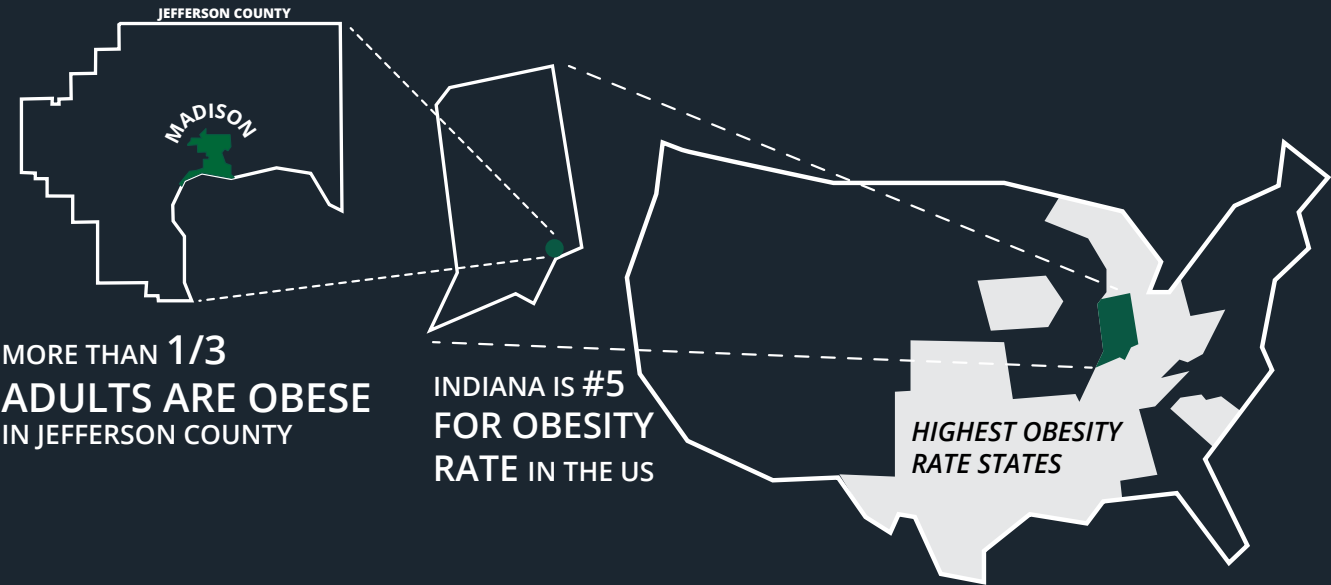 JEFFERSON COUNTY
MADISON
MORE THAN 1/3
ADULTS ARE OBESE
IN JEFFERSON COUNTY
INDIANA IS #5
FOR OBESITY
RATE IN THE US
HIGHEST OBESITY
RATE STATES